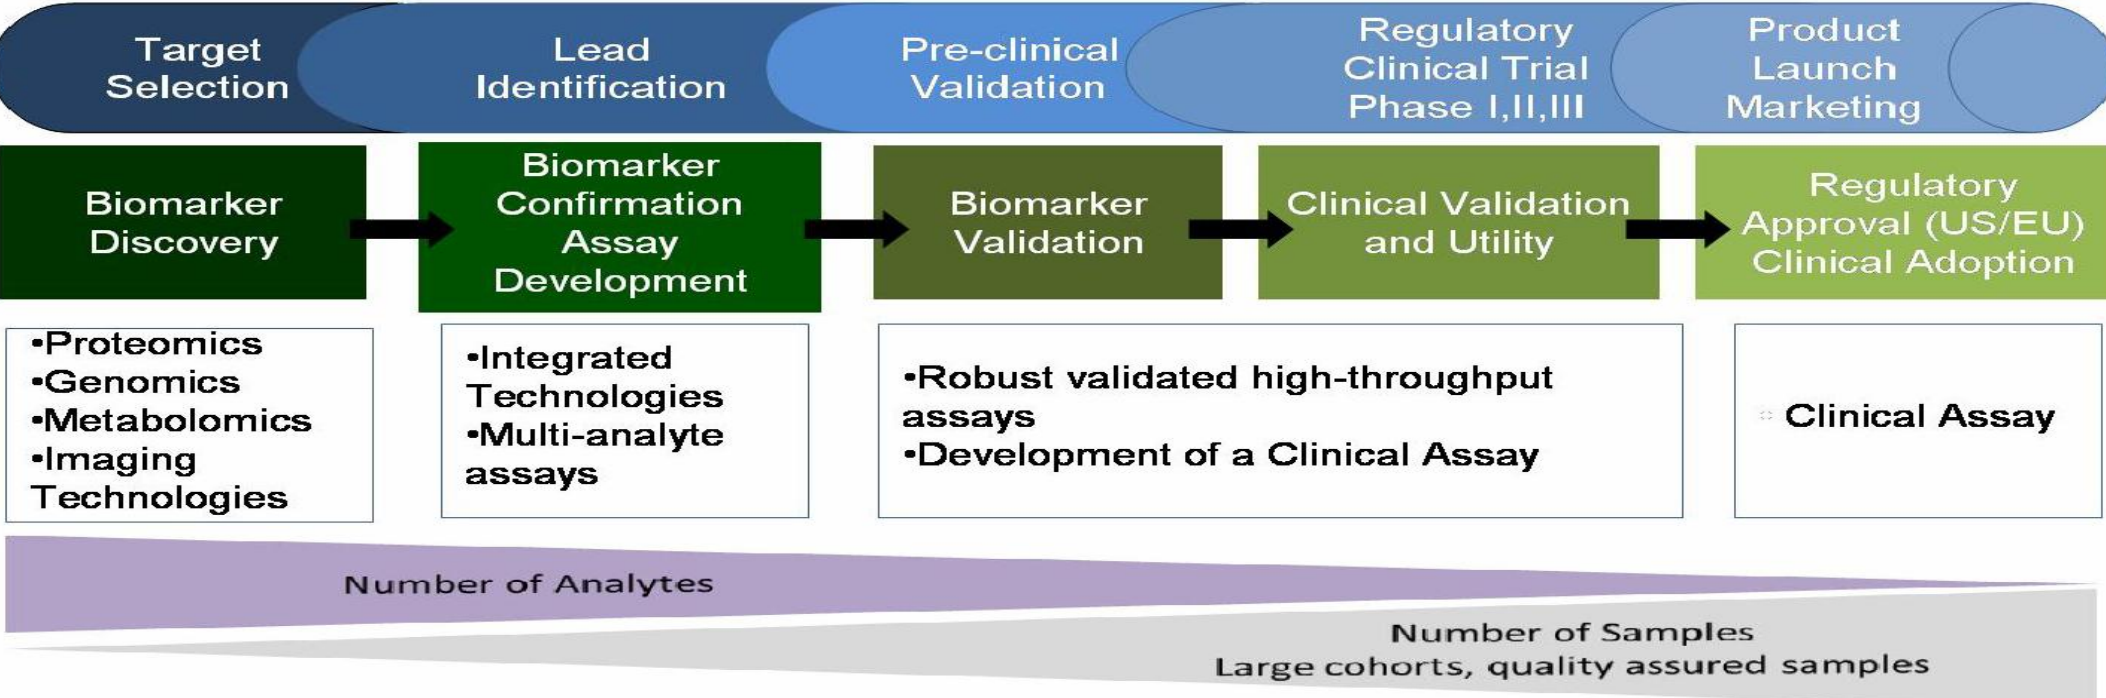 Target
Selection
Lead
Identification
Pre-clinical
Validation
Regulatory
Clinical Trial
Phase I,II,III
Product
Launch
Marketing
Biomarker
Discovery
Biomarker
Confirmation
Assay
Development
Biomarker
Validation
Clinical Validation
and Utility
Regulatory
Approval (US/EU)
Clinical Adoption
•Proteomics
•Genomics
•Metabolomics
•Imaging
Technologies
•Integrated
Technologies
•Multi-analyte
assays
•Robust validated high-throughput
assays
•Development of a Clinical Assay
Clinical Assay
Number of Analytes
Number of Samples
Large cohorts, quality assured samples